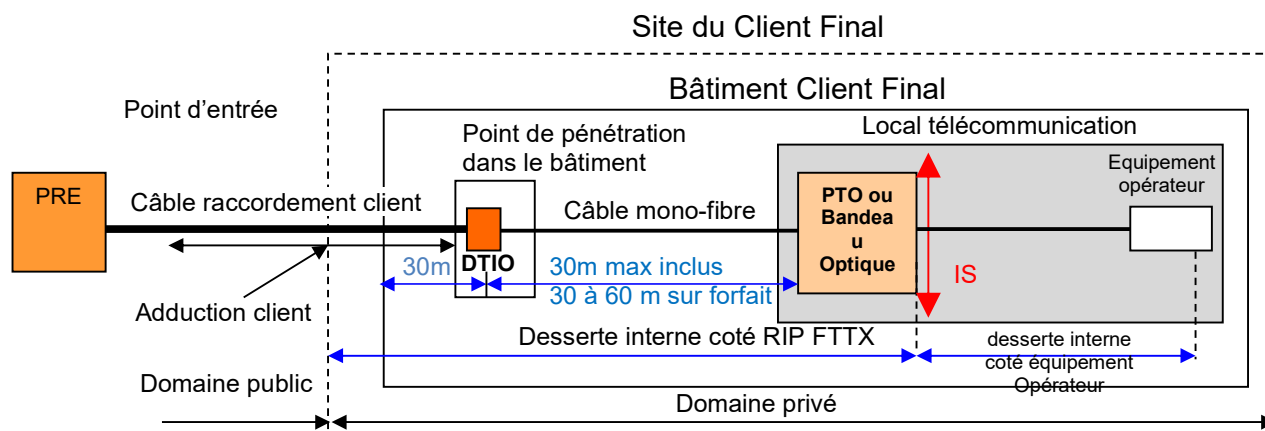 Site du Client Final
Bâtiment Client Final
Point d'entrée
Point de pénétration
dans le bâtiment
Local télécommunication
Equipement
opérateur
PRE
Câble raccordement client
Câble mono-fibre
PTO ou
Bandea
u
Optique
30m
DTIO
30m max inclus
30 à 60 m sur forfait
IS
Adduction client
Desserte interne coté RIP FTTX
desserte interne
coté équipement
Opérateur
Domaine public
Domaine privé